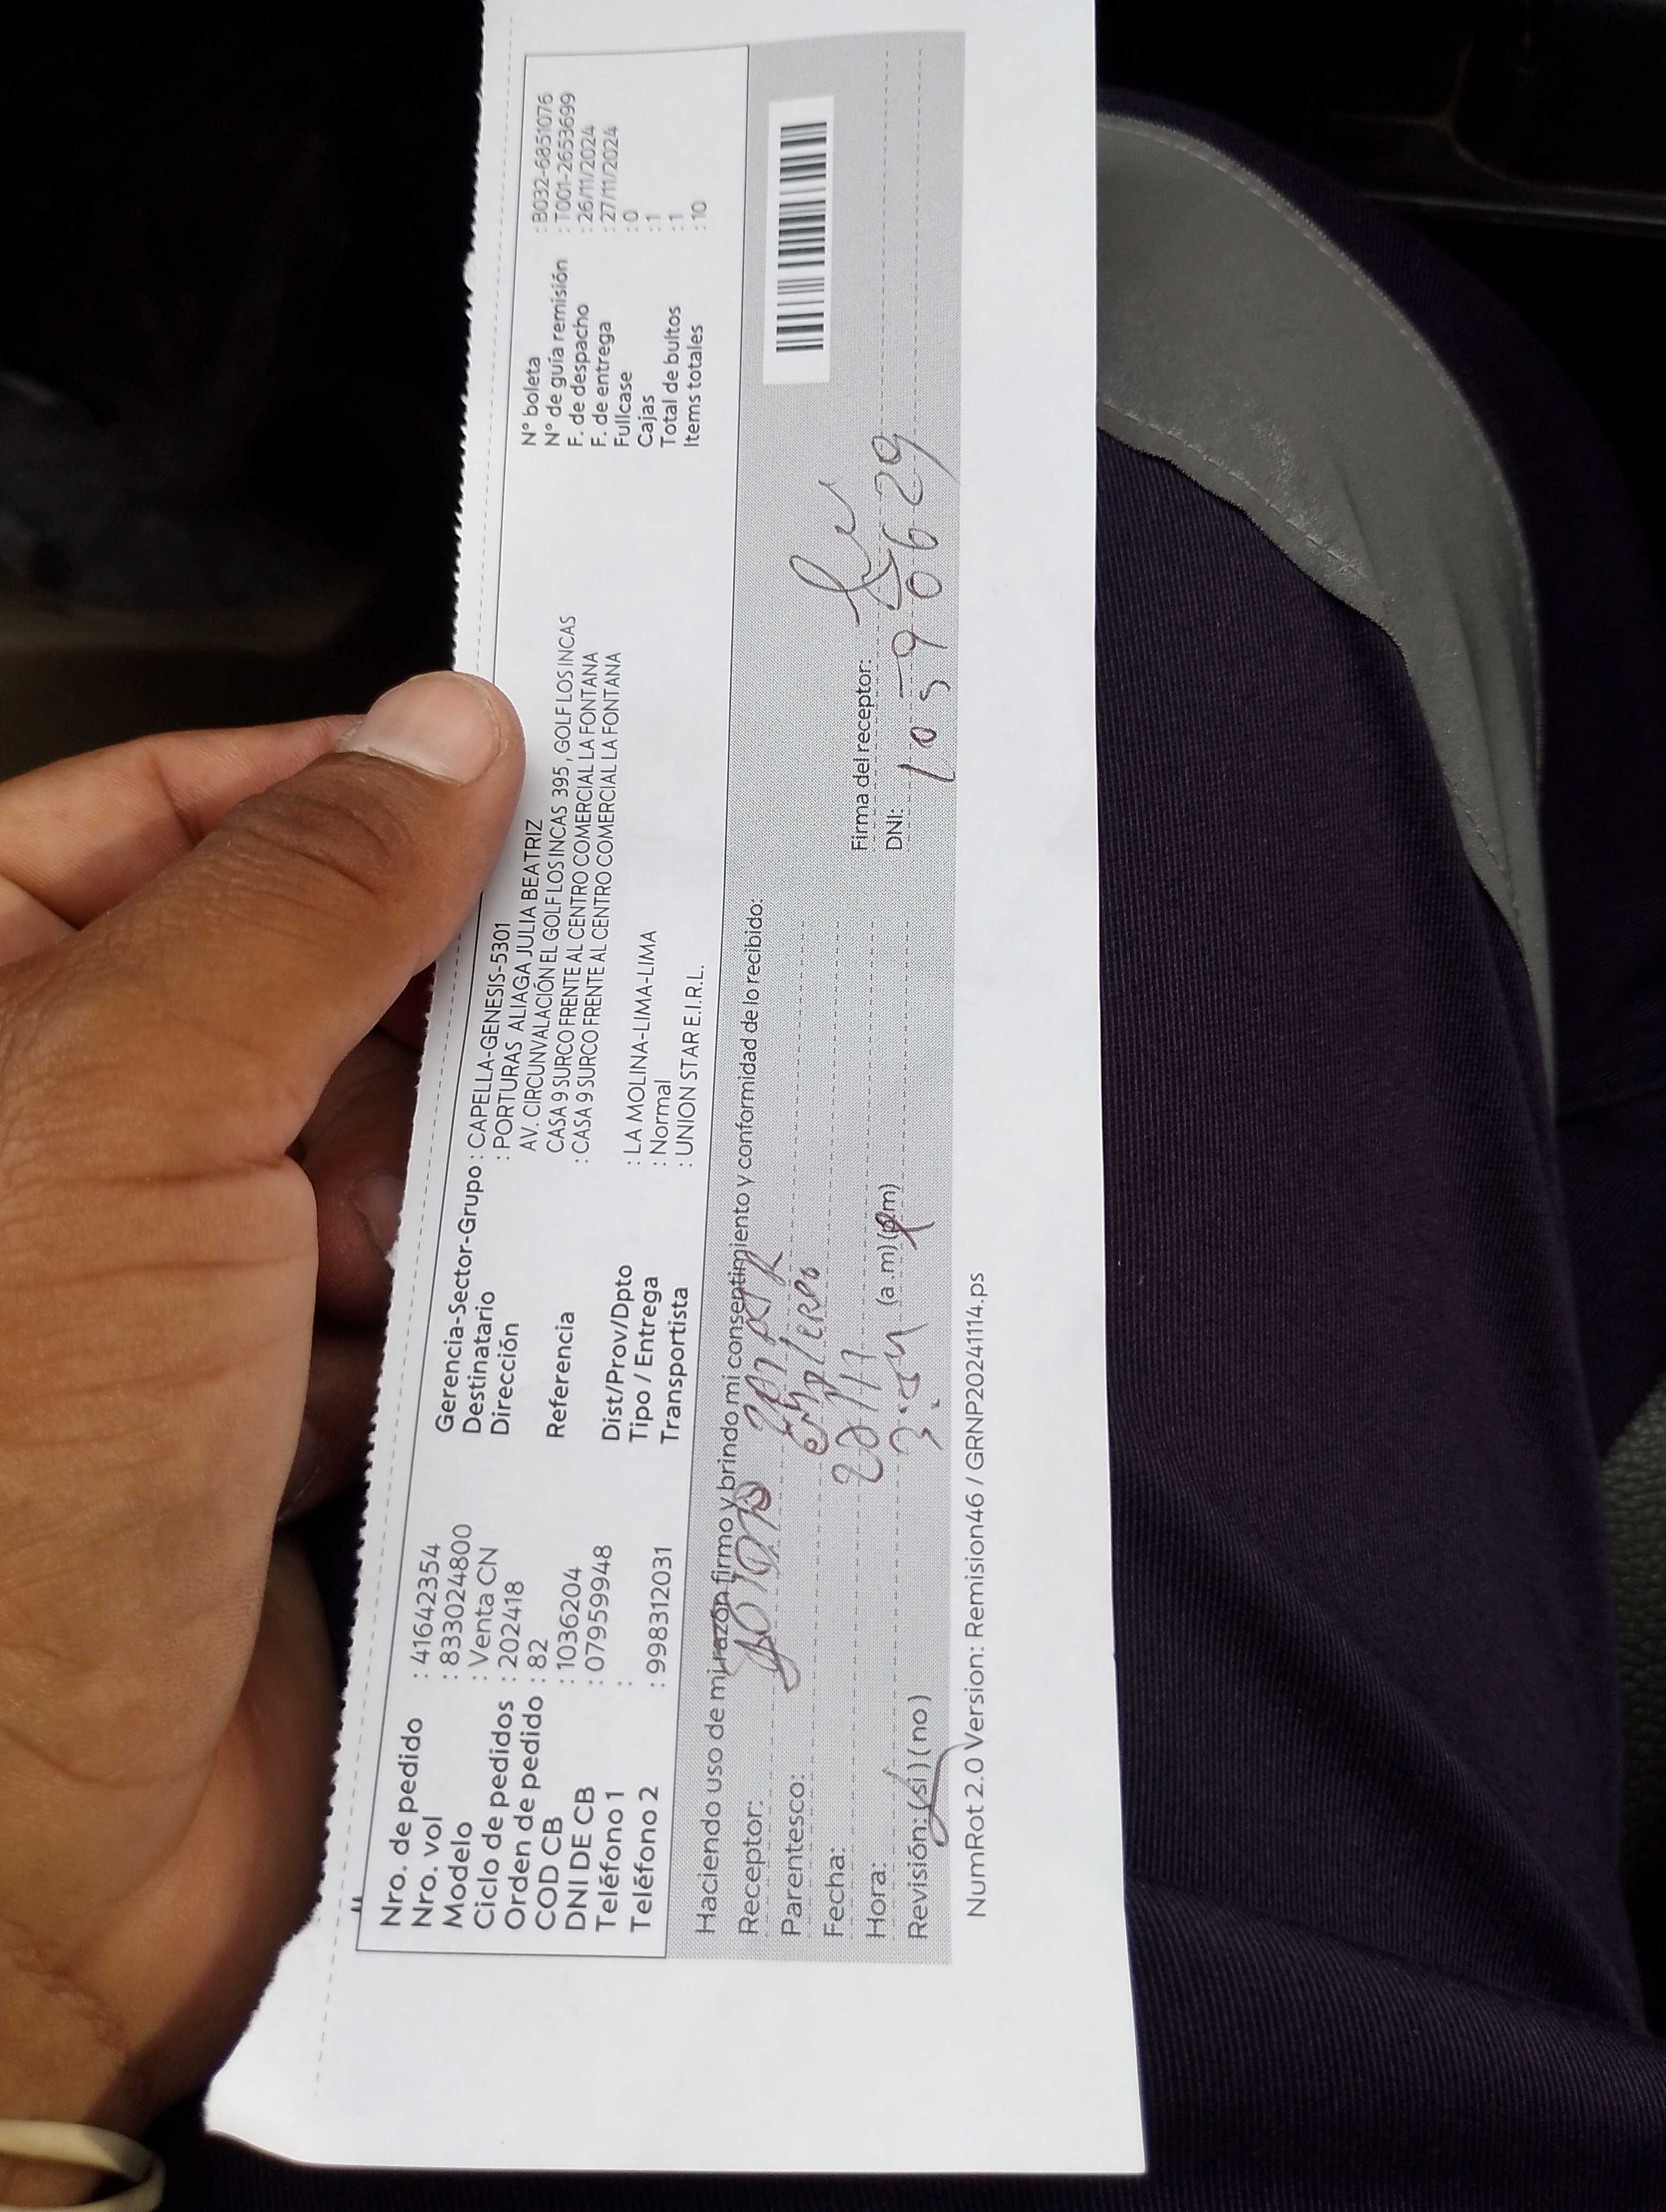 Nro. de pedido : 41642354
Nro. vol : 8330248004
Modelo : Venta CN
Ciclo de pedidos : 202418
Orden de pedido : 82
COD CB : 1036204
DNI DE CB : 07959948
Teléfono 1 :
Teléfono 2 : 998312031
Gerencia-Sector-Grupo : CAPELLA-GENESIS-5301
Destinatario : PORTURAS ALIAGA JULIA BEATRIZ
Dirección AV. CIRCUNVALACIÓN EL GOLF LOS INCAS 395, GOLF LOS INCAS
CASA 9 SURCO FRENTE AL CENTRO COMERCIAL LA FONTANA
Referencia : CASA 9 SURCO FRENTE AL CENTRO COMERCIAL LA FONTANA
Dist/Prov/Dpto : LA MOLINA-LIMA-LIMA
Tipo / Entrega : Normal
Transportista : UNION STAR E.I.R.L.
N° boleta : B032-6851076
N° de guía remisión : T001-2653699
F. de despacho : 26/11/2024
F. de entrega : 27/11/2024
Fullcase : 0
Cajas : 1
Total de bultos : 1
Items totales : 10
Haciendo uso de mi razón firmo y brindo mi consentimiento y conformidad de lo recibido:
Receptor:
Parentesco:
Fecha:
Hora: (a.m) (p.m)
Revisión: (si) (no)
Firma del receptor:
DNI: 10590629
NumRot 2.0 Version: Remision46 / GRNP20241114.ps